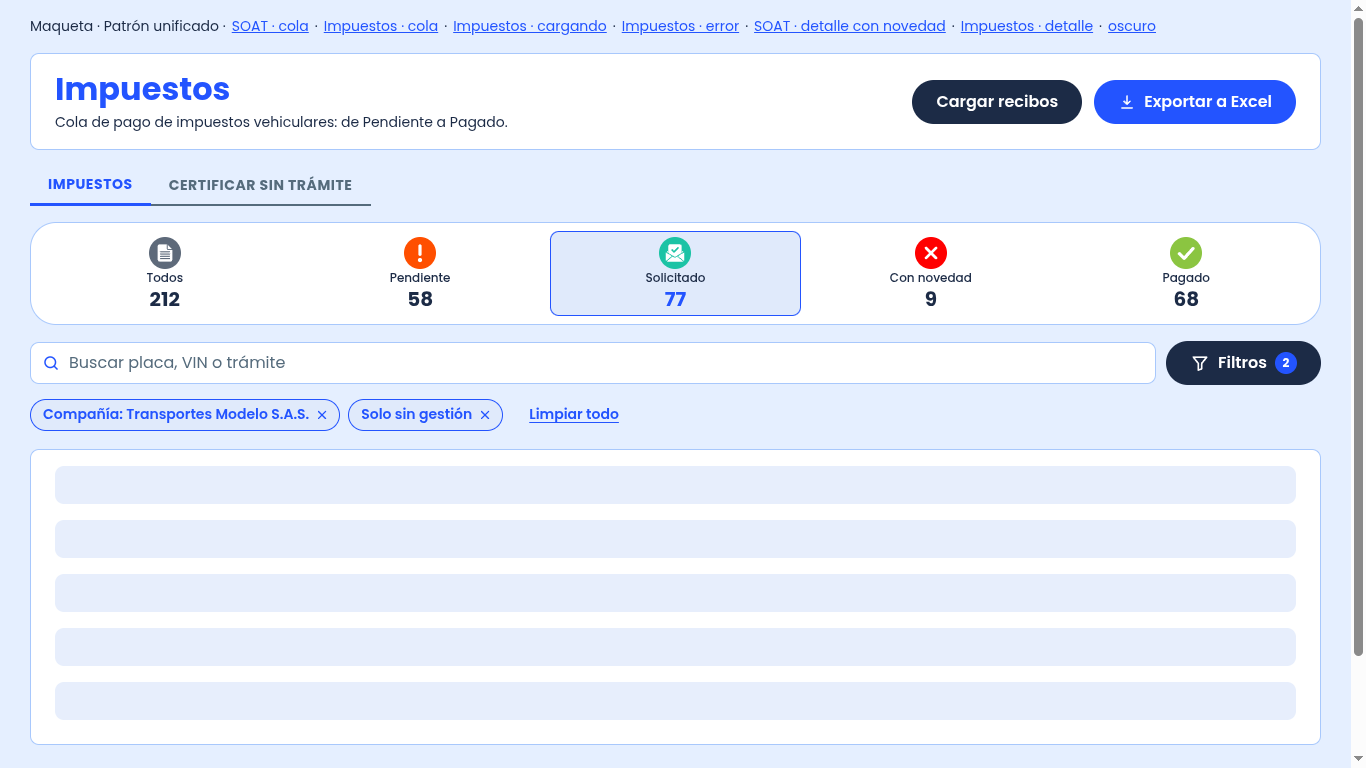 Maqueta · Patrón unificado · SOAT · cola · Impuestos · cola · Impuestos · cargando · Impuestos · error · SOAT · detalle con novedad · Impuestos · detalle · oscuro
Impuestos
Cola de pago de impuestos vehiculares: de Pendiente a Pagado.
Cargar recibos
Exportar a Excel
IMPUESTOS
CERTIFICAR SIN TRÁMITE
Todos
212
Pendiente
58
Solicitado
77
Con novedad
9
Pagado
68
Buscar placa, VIN o trámite
Filtros 2
Compañía: Transportes Modelo S.A.S.
Solo sin gestión
Limpiar todo